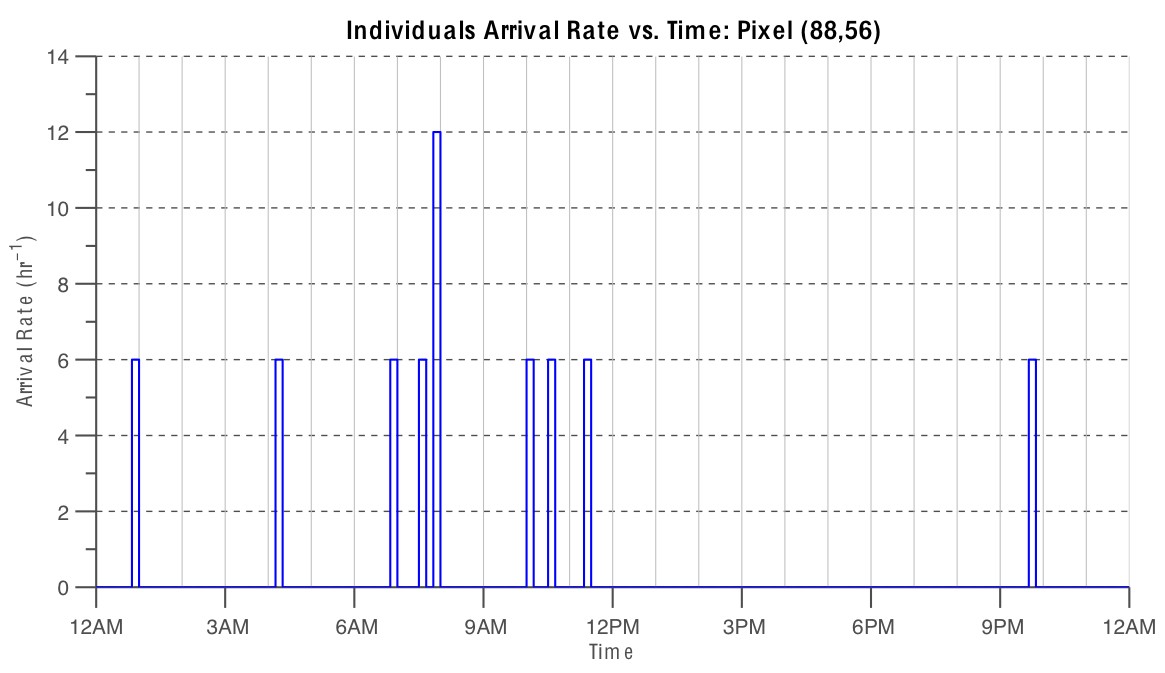 Individuals Arrival Rate vs. Time: Pixel (88,56)
14
12
10
8
6
4
2
0
Arrival Rate (hr⁻¹)
12AM 3AM 6AM 9AM 12PM 3PM 6PM 9PM 12AM
Time